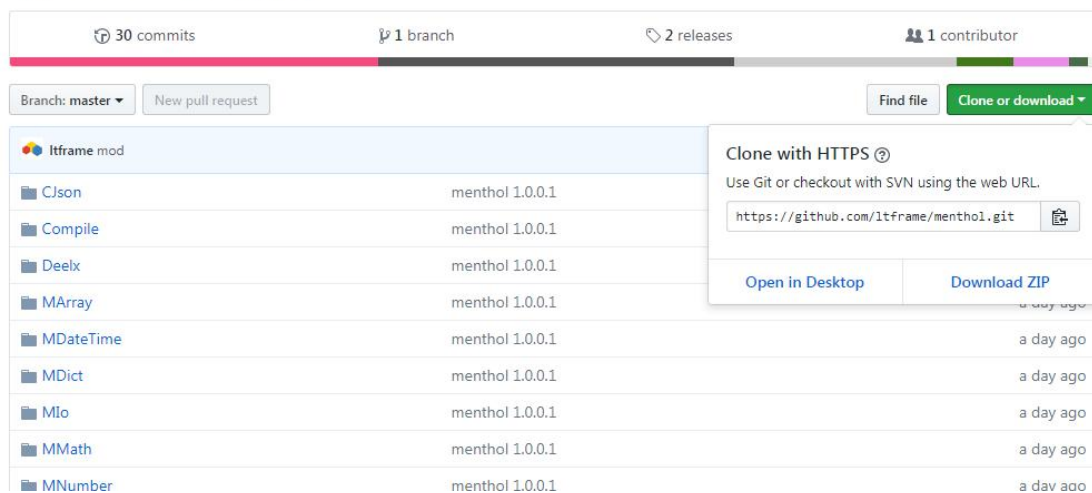 30 commits 1 branch 2 releases 1 contributor
Branch: master New pull request Find file Clone or download
ltframe mod
Clone with HTTPS
Use Git or checkout with SVN using the web URL.
https://github.com/ltframe/menthol.git
Open in Desktop Download ZIP
CJson menthol 1.0.0.1
Compile menthol 1.0.0.1
Deelx menthol 1.0.0.1
MArray menthol 1.0.0.1 a day ago
MDateTime menthol 1.0.0.1 a day ago
MDict menthol 1.0.0.1 a day ago
MIo menthol 1.0.0.1 a day ago
MMath menthol 1.0.0.1 a day ago
MNumber menthol 1.0.0.1 a day ago